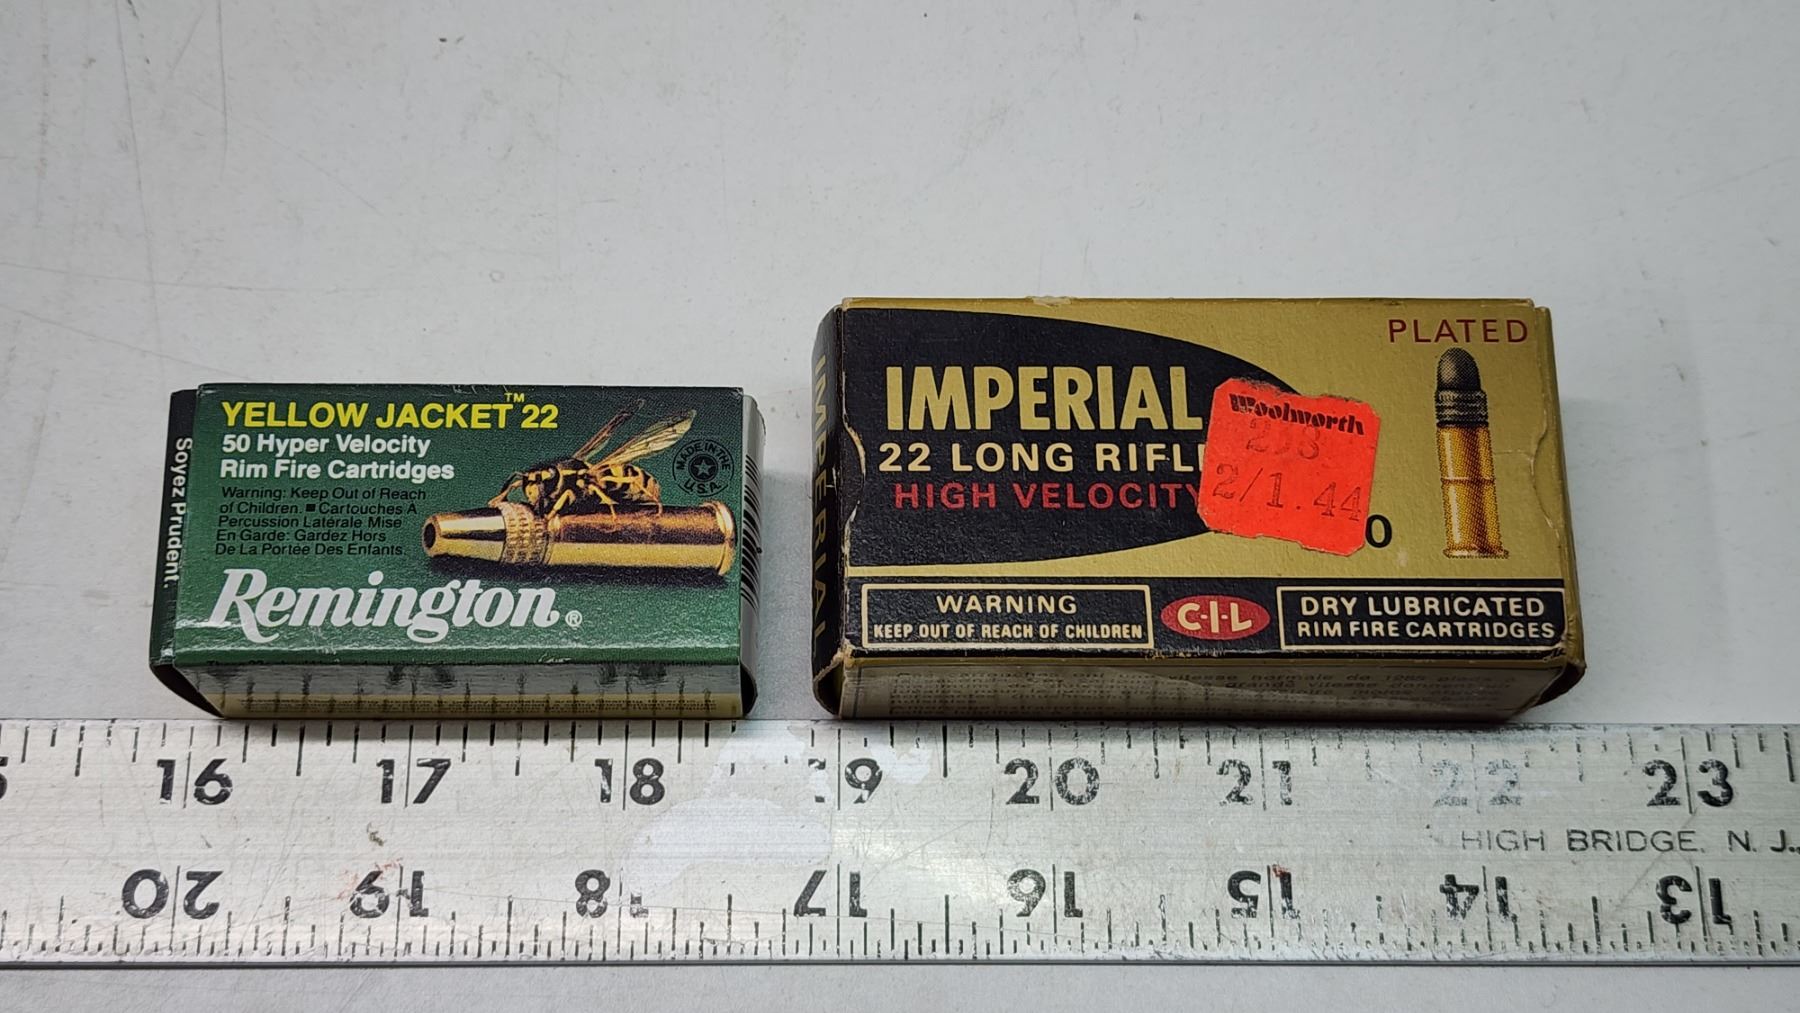 YELLOW JACKET™ 22
50 Hyper Velocity
Rim Fire Cartridges
Warning: Keep Out of Reach
of Children. ■ Cartouches À
Percussion Latérale Mise
En Garde: Gardez Hors
De La Portée Des Enfants.
MADE IN THE
U.S.A.
Remington®
Soyez Prudent.
IMPERIAL
PLATED
IMPERIAL
22 LONG RIFL
HIGH VELOCITY
Woolworth
2/1.44
0
WARNING
KEEP OUT OF REACH OF CHILDREN
C-I-L
DRY LUBRICATED
RIM FIRE CARTRIDGES
16 17 18 19 20 21 22 23
HIGH BRIDGE, N. J.,
20 19 18 17 16 15 14 13